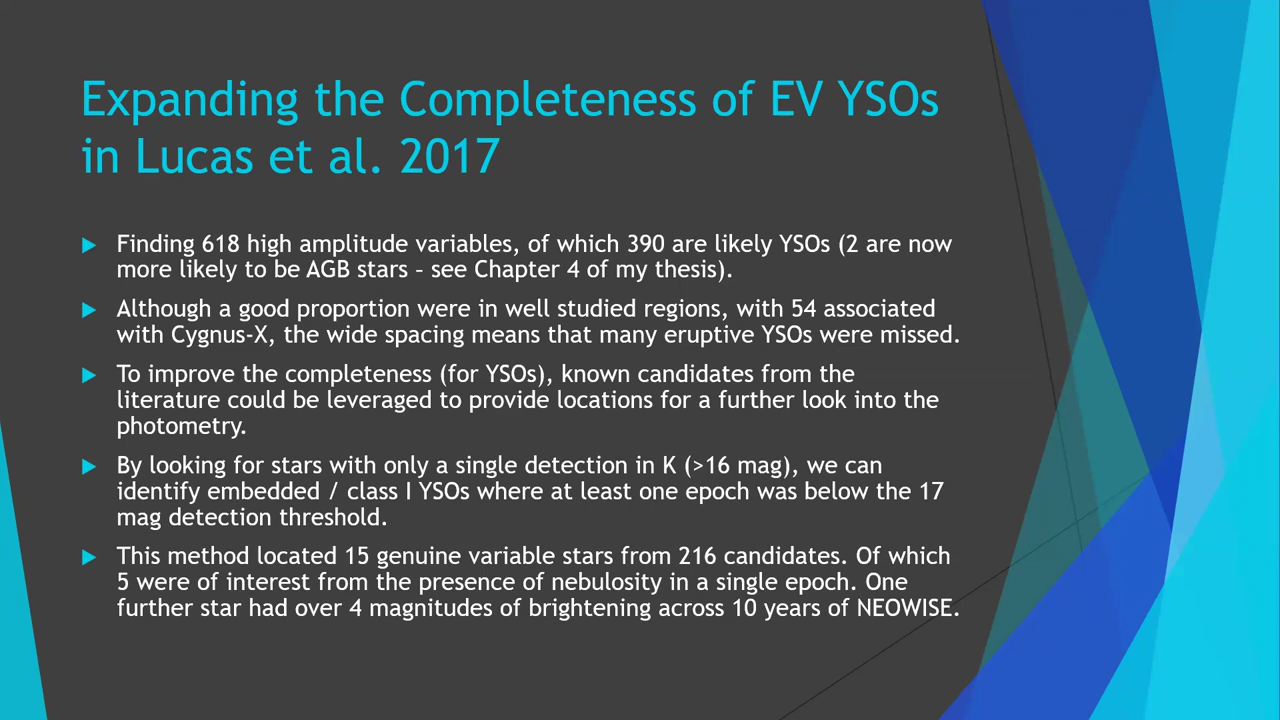 Expanding the Completeness of EV YSOs
in Lucas et al. 2017
Finding 618 high amplitude variables, of which 390 are likely YSOs (2 are now
more likely to be AGB stars – see Chapter 4 of my thesis).
Although a good proportion were in well studied regions, with 54 associated
with Cygnus-X, the wide spacing means that many eruptive YSOs were missed.
To improve the completeness (for YSOs), known candidates from the
literature could be leveraged to provide locations for a further look into the
photometry.
By looking for stars with only a single detection in K (>16 mag), we can
identify embedded / class I YSOs where at least one epoch was below the 17
mag detection threshold.
This method located 15 genuine variable stars from 216 candidates. Of which
5 were of interest from the presence of nebulosity in a single epoch. One
further star had over 4 magnitudes of brightening across 10 years of NEOWISE.